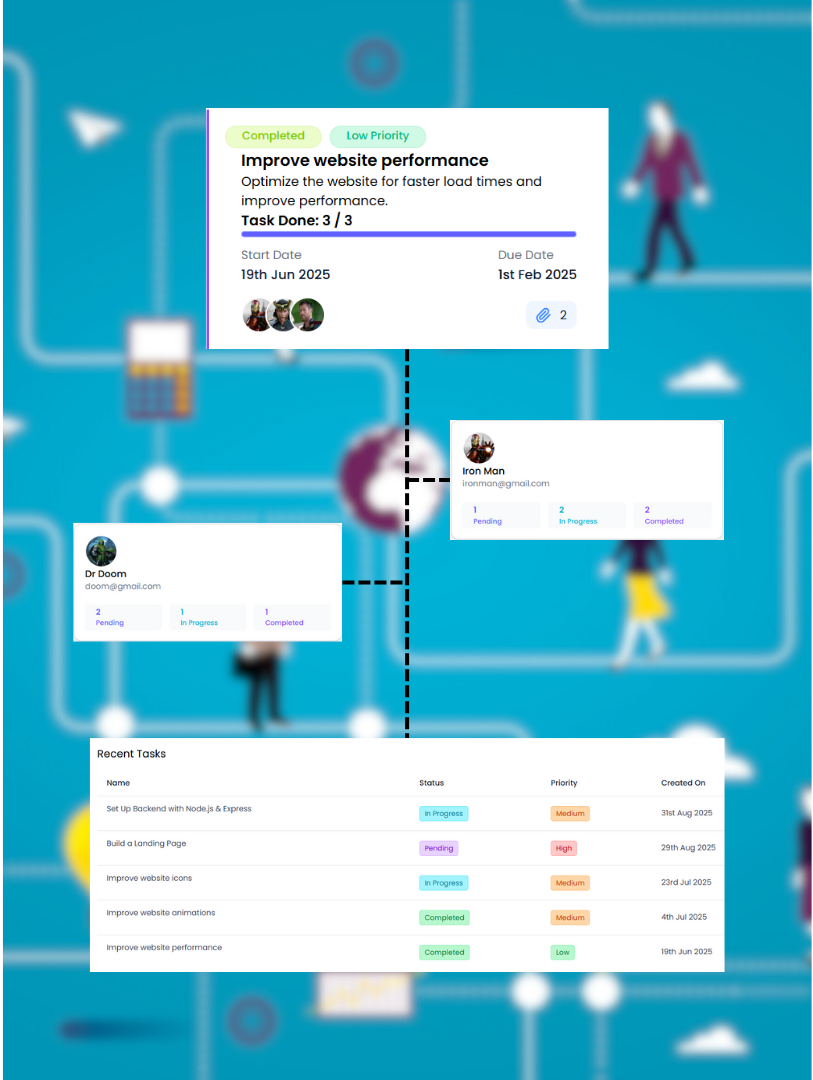 Completed Low Priority
Improve website performance
Optimize the website for faster load times and
improve performance.
Task Done: 3 / 3
Start Date Due Date
19th Jun 2025 1st Feb 2025
2
Iron Man
ironman@gmail.com
1 2 2
Pending In Progress Completed
Dr Doom
doom@gmail.com
2 1 1
Pending In Progress Completed
Recent Tasks
Name Status Priority Created On
Set Up Backend with Node.js & Express In Progress Medium 31st Aug 2025
Build a Landing Page Pending High 29th Aug 2025
Improve website icons In Progress Medium 23rd Jul 2025
Improve website animations Completed Medium 4th Jul 2025
Improve website performance Completed Low 19th Jun 2025